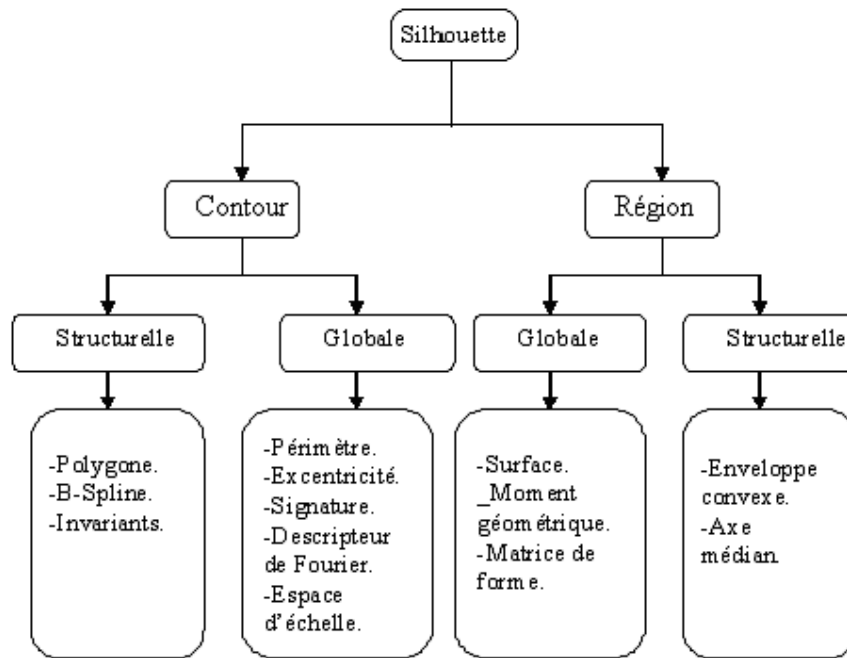 Silhouette
Contour
Région
Structurelle
Globale
Globale
Structurelle
-Polygone.
-B-Spline.
-Invariants.
-Périmètre.
-Excentricité.
-Signature.
-Descripteur
de Fourier.
-Espace
d'échelle.
-Surface.
_Moment
géométrique.
-Matrice de
forme.
-Enveloppe
convexe.
-Axe
médian.